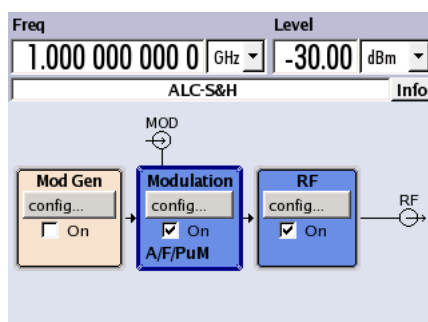 Freq Level
1.000 000 000 0 GHz -30.00 dBm
ALC-S&H Info
MOD
Mod Gen Modulation RF
config... config... config... RF
On On On
A/F/PuM